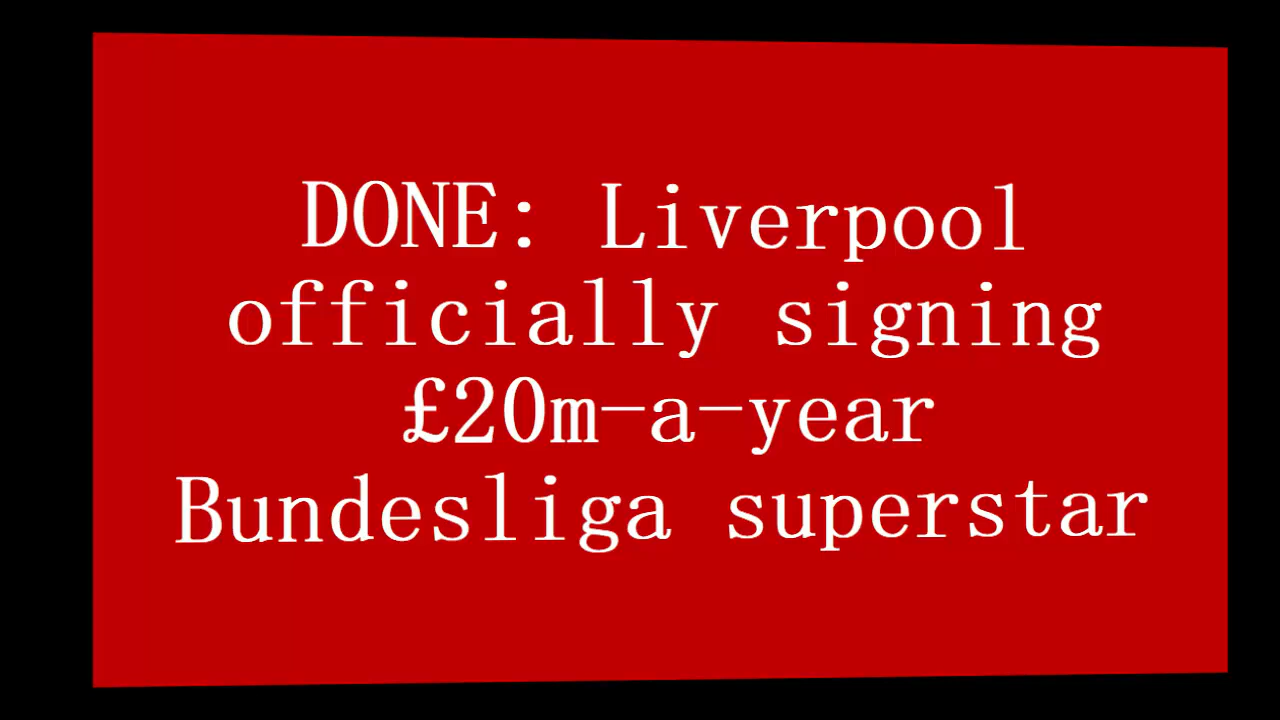 DONE: Liverpool
officially signing
£20m-a-year
Bundesliga superstar